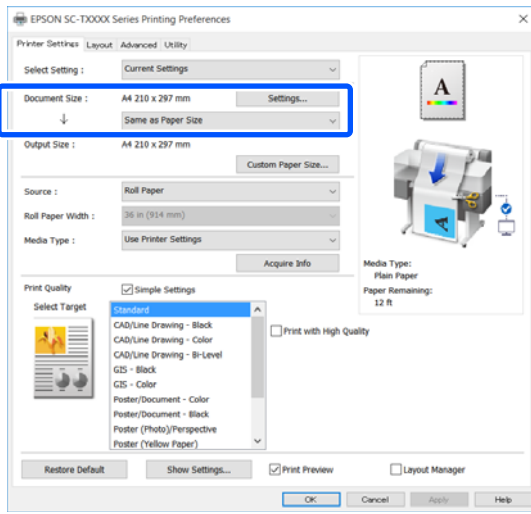 EPSON SC-TXXXX Series Printing Preferences
Printer Settings Layout Advanced Utility
Select Setting : Current Settings
Document Size : A4 210 x 297 mm Settings...
↓ Same as Paper Size
Output Size : A4 210 x 297 mm
Custom Paper Size...
Source : Roll Paper
Roll Paper Width : 36 in (914 mm)
Media Type : Use Printer Settings
Acquire Info
A
Media Type:
Plain Paper
Paper Remaining:
12 ft
Print Quality Simple Settings
Select Target
Standard
CAD/Line Drawing - Black
CAD/Line Drawing - Color
CAD/Line Drawing - Bi-Level
GIS - Black
GIS - Color
Poster/Document - Color
Poster/Document - Black
Poster (Photo)/Perspective
Poster (Yellow Paper)
Print with High Quality
Restore Default Show Settings... Print Preview Layout Manager
OK Cancel Apply Help